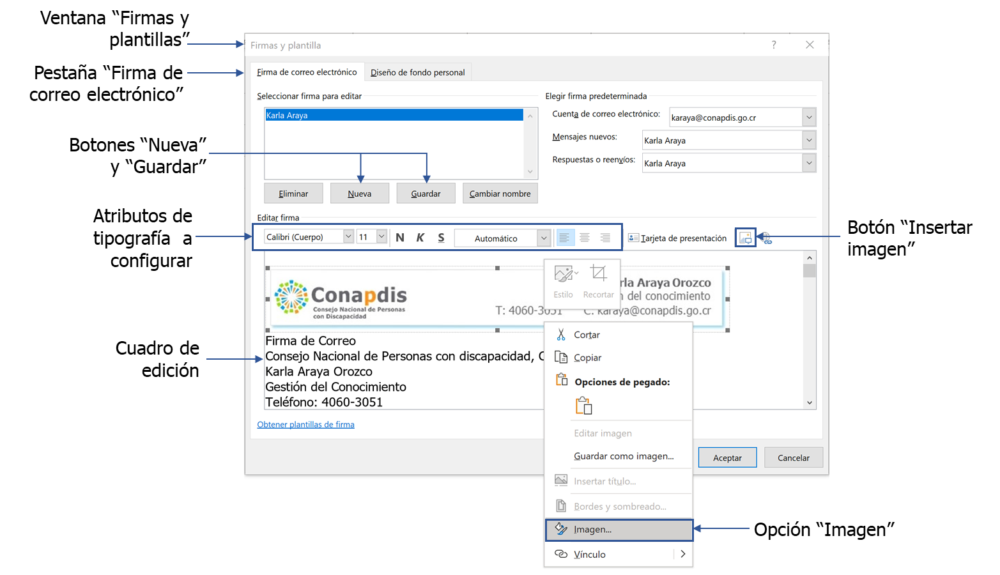 Ventana “Firmas y
plantillas”
Pestaña “Firma de
correo electrónico”
Botones “Nueva”
y “Guardar”
Atributos de
tipografía a
configurar
Cuadro de
edición
Firmas y plantilla
?
Firma de correo electrónico
Diseño de fondo personal
Seleccionar firma para editar
Karla Araya
Eliminar
Nueva
Guardar
Cambiar nombre
Elegir firma predeterminada
Cuenta de correo electrónico:
karaya@conapdis.go.cr
Mensajes nuevos:
Karla Araya
Respuestas o reenvíos:
Karla Araya
Editar firma
Calibri (Cuerpo)
11
N
K
S
Automático
Tarjeta de presentación
Conapdis
Consejo Nacional de Personas
con Discapacidad
rla Araya Orozco
n del conocimiento
T: 4060-3051 C: karaya@conapdis.go.cr
Estilo
Recortar
Firma de Correo
Consejo Nacional de Personas con discapacidad, C
Karla Araya Orozco
Gestión del Conocimiento
Teléfono: 4060-3051
Obtener plantillas de firma
Cortar
Copiar
Opciones de pegado:
Editar imagen
Guardar como imagen...
Insertar título...
Bordes y sombreado...
Imagen...
Vínculo
Aceptar
Cancelar
Botón “Insertar
imagen”
Opción “Imagen”